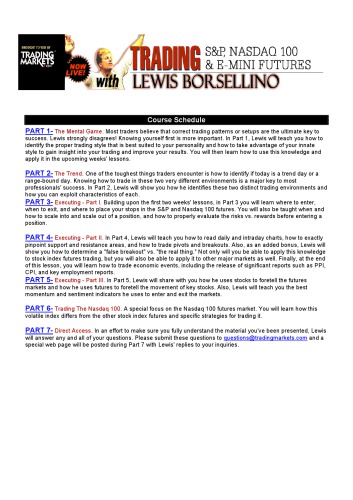 BROUGHT TO YOU BY
TRADING
MARKETS
NOW
LIVE!
with
TRADING
S&P, NASDAQ 100
& E-MINI FUTURES
LEWIS BORSELLINO
Course Schedule
PART 1- The Mental Game. Most traders believe that correct trading patterns or setups are the ultimate key to
success. Lewis strongly disagrees! Knowing yourself first is more important. In Part 1, Lewis will teach you how to
identify the proper trading style that is best suited to your personality and how to take advantage of your innate
style to gain insight into your trading and improve your results. You will then learn how to use this knowledge and
apply it in the upcoming weeks' lessons.
PART 2- The Trend. One of the toughest things traders encounter is how to identify if today is a trend day or a
range-bound day. Knowing how to trade in these two very different environments is a major key to most
professionals' success. In Part 2, Lewis will show you how he identifies these two distinct trading environments and
how you can exploit characteristics of each.
PART 3- Executing - Part I. Building upon the first two weeks' lessons, in Part 3 you will learn where to enter,
when to exit, and where to place your stops in the S&P and Nasdaq 100 futures. You will also be taught when and
how to scale into and scale out of a position, and how to properly evaluate the risks vs. rewards before entering a
position.
PART 4- Executing - Part II. In Part 4, Lewis will teach you how to read daily and intraday charts, how to exactly
pinpoint support and resistance areas, and how to trade pivots and breakouts. Also, as an added bonus, Lewis will
show you how to determine a "false breakout" vs. "the real thing." Not only will you be able to apply this knowledge
to stock index futures trading, but you will also be able to apply it to other major markets as well. Finally, at the end
of this lesson, you will learn how to trade economic events, including the release of significant reports such as PPI,
CPI, and key employment reports.
PART 5- Executing - Part III. In Part 5, Lewis will share with you how he uses stocks to foretell the futures
markets and how he uses futures to foretell the movement of key stocks. Also, Lewis will teach you the best
momentum and sentiment indicators he uses to enter and exit the markets.
PART 6- Trading The Nasdaq 100. A special focus on the Nasdaq 100 futures market. You will learn how this
volatile index differs from the other stock index futures and specific strategies for trading it.
PART 7- Direct Access. In an effort to make sure you fully understand the material you've been presented, Lewis
will answer any and all of your questions. Please submit these questions to questions@tradingmarkets.com and a
special web page will be posted during Part 7 with Lewis' replies to your inquiries.